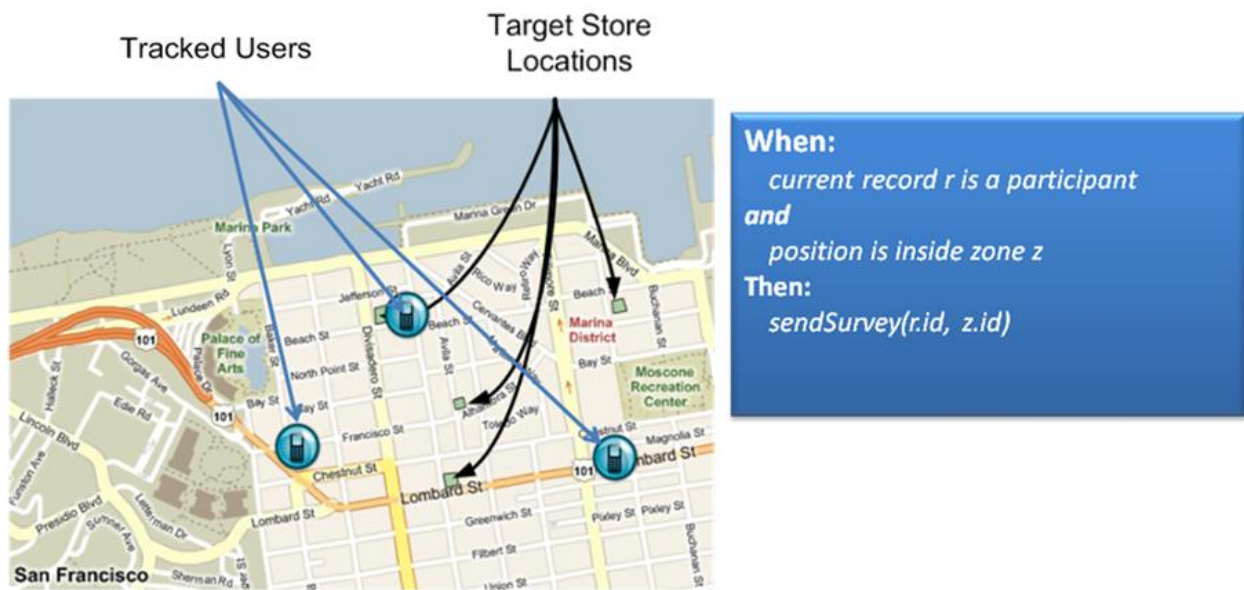 Tracked Users
Target Store
Locations
When:
current record r is a participant
and
position is inside zone z
Then:
sendSurvey(r.id, z.id)
Yacht Rd
Yacht Rd
Marina Green Dr
Marina Park
Lyon St
Marina Blvd
Avila St
Rico Way
Retiro Way
Cervantes Blvd
Beach
Buchanan St
Jefferson St
Lundeen Rd
101
Palace of
Fine
Arts
Baker St
Beach St
Divisadero St
Beach St
Avila St
Marina
District
Bay St
Halleck St
Gorgas Ave
Palace Dr
North Point St
Moscone
Recreation
Center
Edie Rd
101
Bay St
Alhambra St
Toledo Way
Lincoln Blvd
Francisco St
Magnolia St
Funston Ave
Chestnut St
101
Lombard St
Presidio Blvd
Letterman Dr
Lombard St
Greenwich St
Pixley St
Pixley St
Sumner Ave
Filbert St
Buchanan St
San Francisco
Sherman Rd
Union St